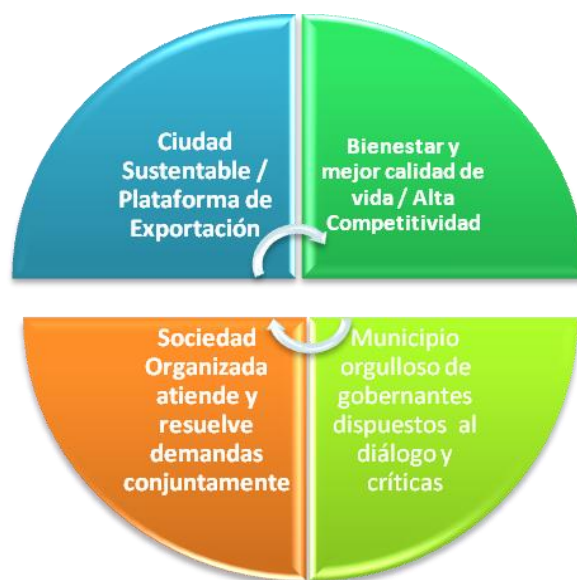 Ciudad
Sustentable /
Plataforma de
Exportación
Bienestar y
mejor calidad de
vida / Alta
Competitividad
Sociedad
Organizada
atiende y
resuelve
demandas
conjuntamente
Municipio
orgulloso de
gobernantes
dispuestos al
diálogo y
críticas